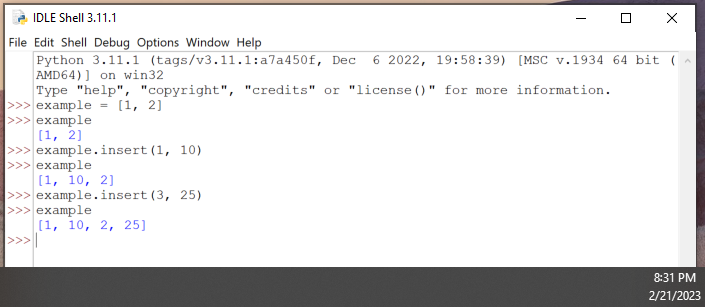 IDLE Shell 3.11.1
File Edit Shell Debug Options Window Help
Python 3.11.1 (tags/v3.11.1:a7a450f, Dec  6 2022, 19:58:39) [MSC v.1934 64 bit (
AMD64)] on win32
Type "help", "copyright", "credits" or "license()" for more information.
>>> example = [1, 2]
>>> example
[1, 2]
>>> example.insert(1, 10)
>>> example
[1, 10, 2]
>>> example.insert(3, 25)
>>> example
[1, 10, 2, 25]
>>>
8:31 PM
2/21/2023